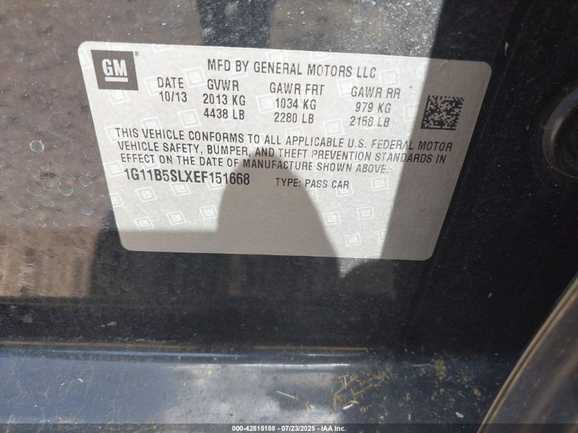 GM
MFD BY GENERAL MOTORS LLC
DATE GVWR GAWR FRT GAWR RR
10/13 2013 KG 1034 KG 979 KG
4438 LB 2280 LB 2158 LB
THIS VEHICLE CONFORMS TO ALL APPLICABLE U.S. FEDERAL MOTOR
VEHICLE SAFETY, BUMPER, AND THEFT PREVENTION STANDARDS IN
EFFECT ON THE DATE OF MANUFACTURE SHOWN ABOVE.
1G11B5SLXEF151668 TYPE: PASS CAR
000-42818188 - 07/23/2025 - IAA Inc.